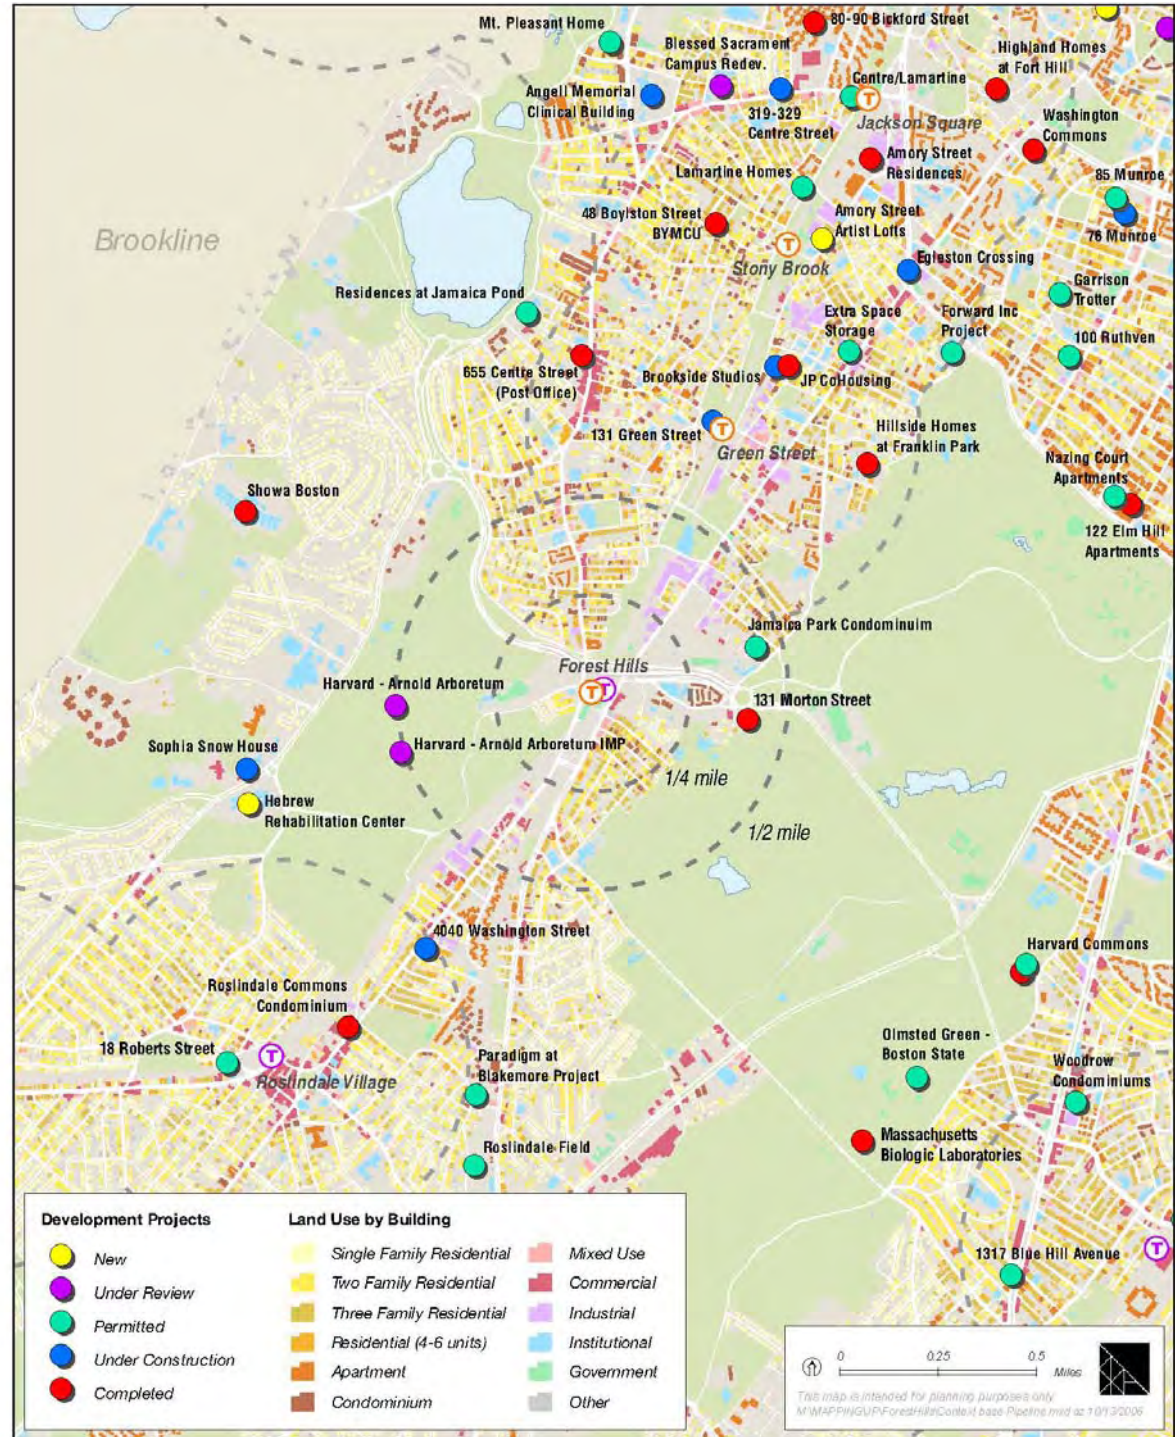 Mt. Pleasant Home
Blessed Sacrament
Campus Redev.
80-90 Bickford Street
Highland Homes
at Fort Hill
Angell Memorial
Clinical Building
319-329
Centre Street
Centre/Lamartine
Jackson Square
Washington
Commons
Lamartine Homes
Amory Street
Residences
85 Munroe
76 Munroe
48 Boylston Street
BYMCU
Amory Street
Artist Lofts
Brookline
Stony Brook
Egleston Crossing
Garrison
Trotter
Residences at Jamaica Pond
Extra Space
Storage
Forward Inc
Project
100 Ruthven
655 Centre Street
(Post Office)
Brookside Studios
JP CoHousing
131 Green Street
Green Street
Hillside Homes
at Franklin Park
Nazing Court
Apartments
Showa Boston
122 Elm Hill
Apartments
Jamaica Park Condominuim
Forest Hills
T
T
Harvard - Arnold Arboretum
131 Morton Street
Harvard - Arnold Arboretum IMP
Sophia Snow House
1/4 mile
Hebrew
Rehabilitation Center
1/2 mile
4040 Washington Street
Harvard Commons
Roslindale Commons
Condominium
Olmsted Green -
Boston State
18 Roberts Street
T
Roslindale Village
Paradigm at
Blakemore Project
Woodrow
Condominiums
Roslindale Field
Massachusetts
Biologic Laboratories
1317 Blue Hill Avenue
T
Development Projects
New
Under Review
Permitted
Under Construction
Completed
Land Use by Building
Single Family Residential
Two Family Residential
Three Family Residential
Residential (4-6 units)
Apartment
Condominium
Mixed Use
Commercial
Industrial
Institutional
Government
Other
0 0.25 0.5
Miles
This map is intended for planning purposes only.